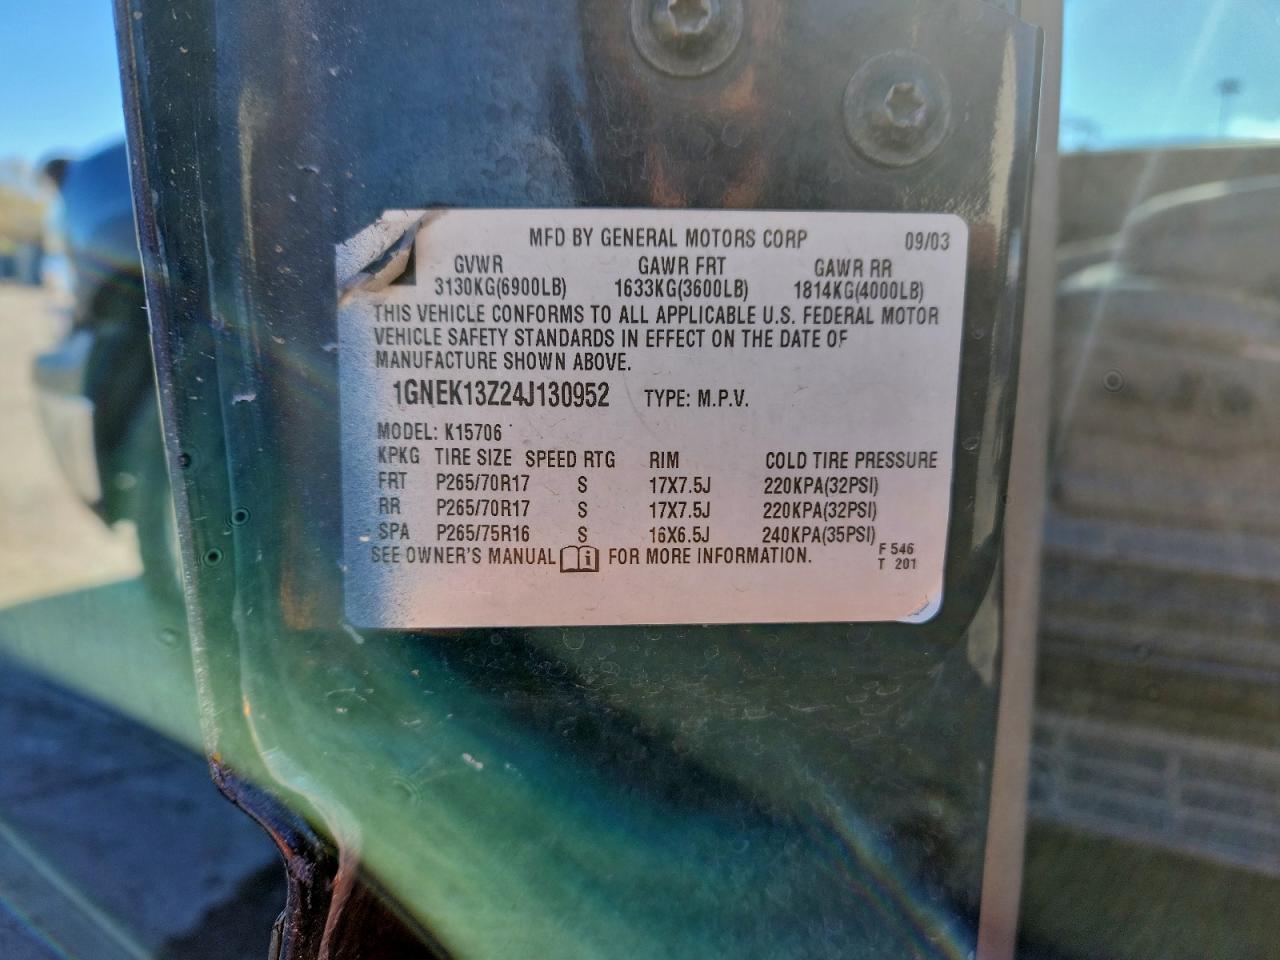 MFD BY GENERAL MOTORS CORP 09/03
GVWR GAWR FRT GAWR RR
3130KG(6900LB) 1633KG(3600LB) 1814KG(4000LB)
THIS VEHICLE CONFORMS TO ALL APPLICABLE U.S. FEDERAL MOTOR
VEHICLE SAFETY STANDARDS IN EFFECT ON THE DATE OF
MANUFACTURE SHOWN ABOVE.
1GNEK13Z24J130952 TYPE: M.P.V.
MODEL: K15706
KPKG TIRE SIZE SPEED RTG RIM COLD TIRE PRESSURE
FRT P265/70R17 S 17X7.5J 220KPA(32PSI)
RR P265/70R17 S 17X7.5J 220KPA(32PSI)
SPA P265/75R16 S 16X6.5J 240KPA(35PSI)
SEE OWNER'S MANUAL FOR MORE INFORMATION. F 546
T 201